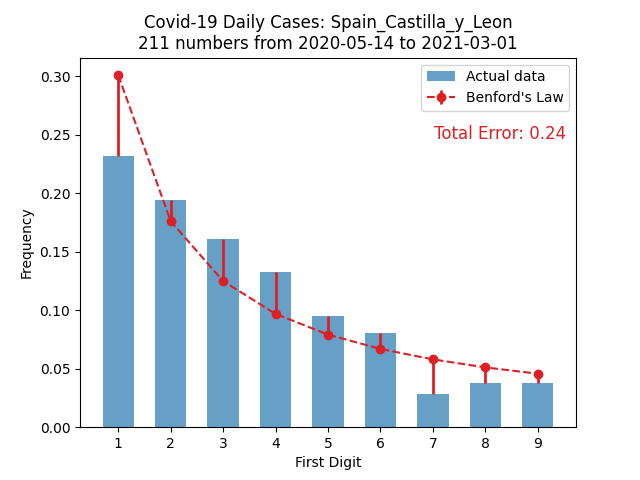 Covid-19 Daily Cases: Spain_Castilla_y_Leon
211 numbers from 2020-05-14 to 2021-03-01
Actual data
Benford's Law
Total Error: 0.24
Frequency
0.30
0.25
0.20
0.15
0.10
0.05
0.00
1 2 3 4 5 6 7 8 9
First Digit